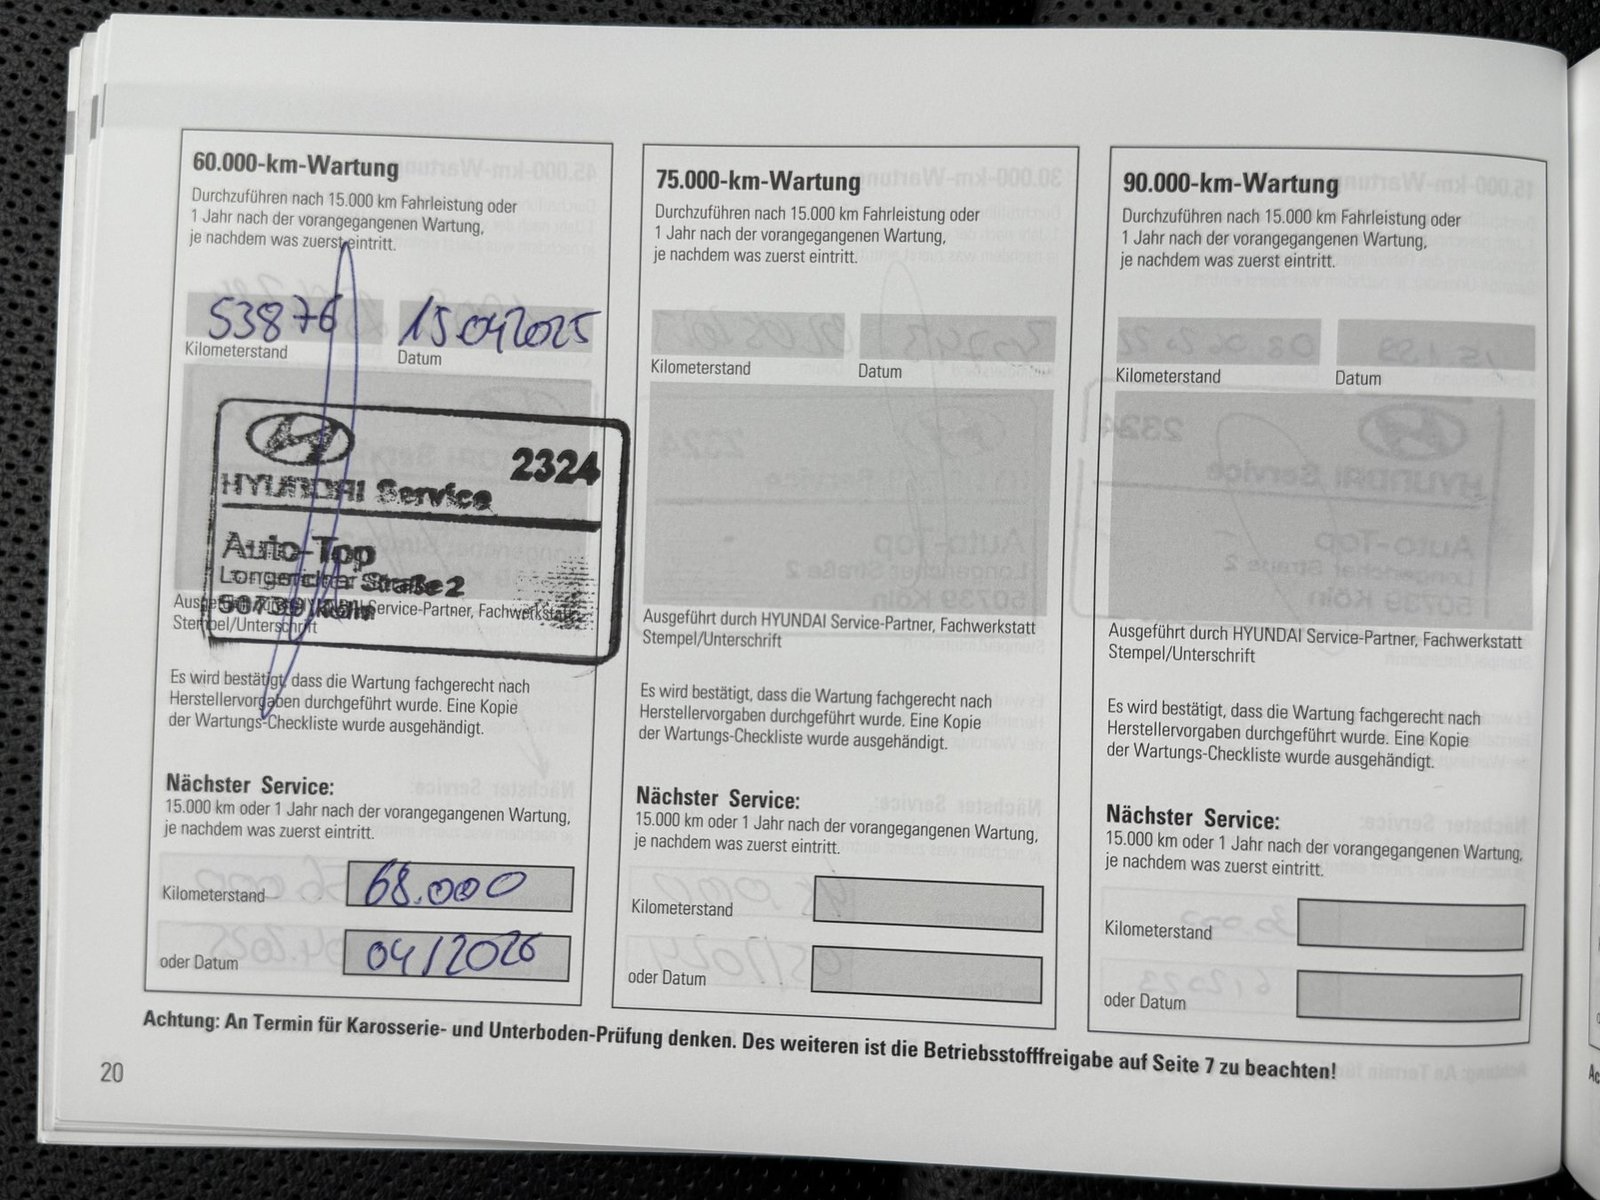 60.000-km-Wartung
Durchzuführen nach 15.000 km Fahrleistung oder
1 Jahr nach der vorangegangenen Wartung,
je nachdem was zuerst eintritt.
53876 15042025
Kilometerstand Datum
2324
HYUNDAI Service
Auto-Top
Longericher Straße 2
50739 Köln
Ausgeführt durch HYUNDAI Service-Partner, Fachwerkstatt
Stempel/Unterschrift
Es wird bestätigt, dass die Wartung fachgerecht nach
Herstellervorgaben durchgeführt wurde. Eine Kopie
der Wartungs-Checkliste wurde ausgehändigt.
Nächster Service:
15.000 km oder 1 Jahr nach der vorangegangenen Wartung,
je nachdem was zuerst eintritt.
Kilometerstand 68.000
oder Datum 04/2026
75.000-km-Wartung
Durchzuführen nach 15.000 km Fahrleistung oder
1 Jahr nach der vorangegangenen Wartung,
je nachdem was zuerst eintritt.
Kilometerstand Datum
Ausgeführt durch HYUNDAI Service-Partner, Fachwerkstatt
Stempel/Unterschrift
Es wird bestätigt, dass die Wartung fachgerecht nach
Herstellervorgaben durchgeführt wurde. Eine Kopie
der Wartungs-Checkliste wurde ausgehändigt.
Nächster Service:
15.000 km oder 1 Jahr nach der vorangegangenen Wartung,
je nachdem was zuerst eintritt.
Kilometerstand
oder Datum
90.000-km-Wartung
Durchzuführen nach 15.000 km Fahrleistung oder
1 Jahr nach der vorangegangenen Wartung,
je nachdem was zuerst eintritt.
Kilometerstand Datum
Ausgeführt durch HYUNDAI Service-Partner, Fachwerkstatt
Stempel/Unterschrift
Es wird bestätigt, dass die Wartung fachgerecht nach
Herstellervorgaben durchgeführt wurde. Eine Kopie
der Wartungs-Checkliste wurde ausgehändigt.
Nächster Service:
15.000 km oder 1 Jahr nach der vorangegangenen Wartung,
je nachdem was zuerst eintritt.
Kilometerstand
oder Datum
Achtung: An Termin für Karosserie- und Unterboden-Prüfung denken. Des weiteren ist die Betriebsstofffreigabe auf Seite 7 zu beachten!
20